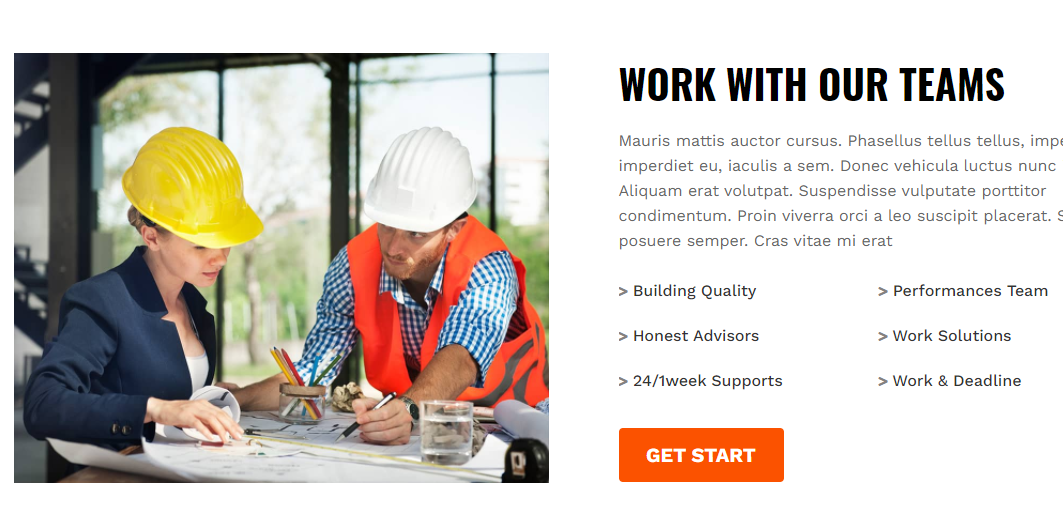 WORK WITH OUR TEAMS
Mauris mattis auctor cursus. Phasellus tellus tellus,
imperdiet eu, iaculis a sem. Donec vehicula luctus nunc
Aliquam erat volutpat. Suspendisse vulputate porttitor
condimentum. Proin viverra orci a leo suscipit placerat.
posuere semper. Cras vitae mi erat
> Building Quality
> Performances Team
> Honest Advisors
> Work Solutions
> 24/1week Supports
> Work & Deadline
GET START